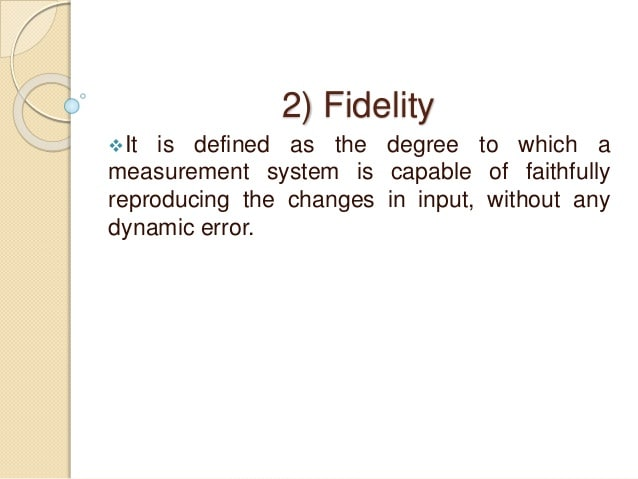 2) Fidelity
❖It is defined as the degree to which a
measurement system is capable of faithfully
reproducing the changes in input, without any
dynamic error.